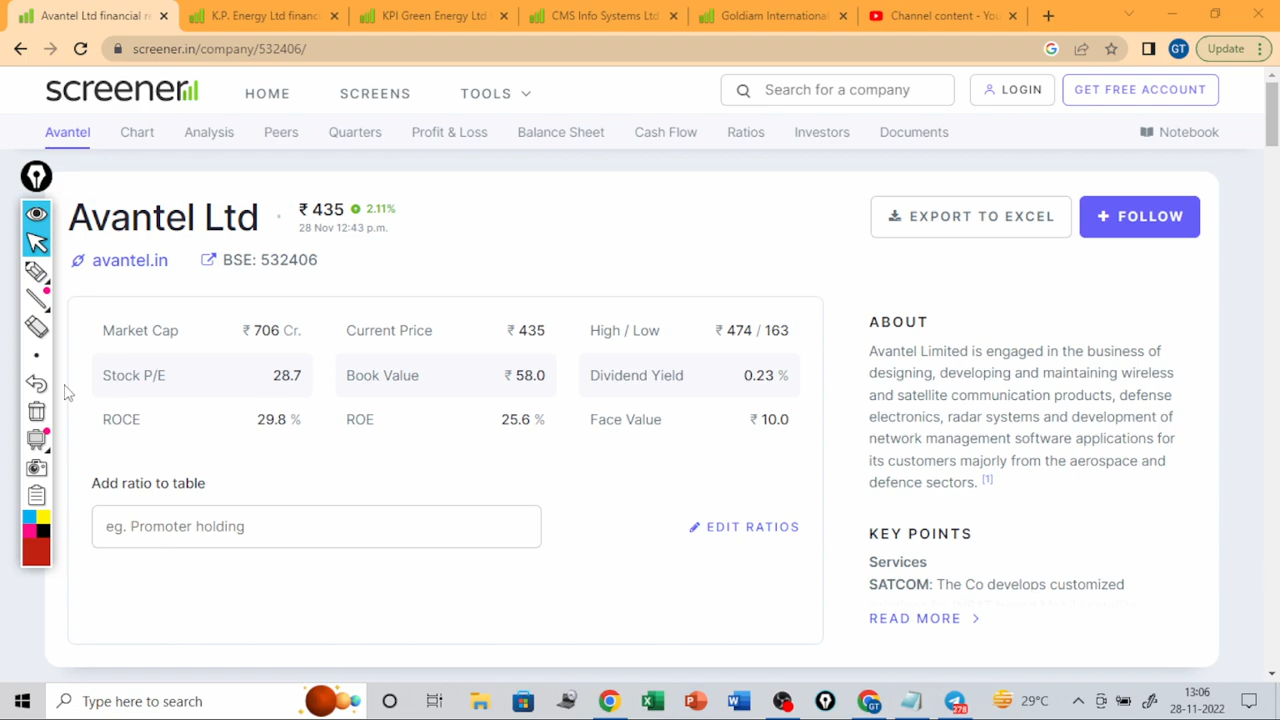 Avantel Ltd financial re
K.P. Energy Ltd financ
KPI Green Energy Ltd
CMS Info Systems Ltd
Goldiam International
Channel content - You
screener.in/company/532406/
GT
Update
screener
HOME
SCREENS
TOOLS
Search for a company
LOGIN
GET FREE ACCOUNT
Avantel
Chart
Analysis
Peers
Quarters
Profit & Loss
Balance Sheet
Cash Flow
Ratios
Investors
Documents
Notebook
Avantel Ltd
₹ 435 2.11%
28 Nov 12:43 p.m.
EXPORT TO EXCEL
+ FOLLOW
avantel.in
BSE: 532406
Market Cap ₹ 706 Cr.
Current Price ₹ 435
High / Low ₹ 474 / 163
Stock P/E 28.7
Book Value ₹ 58.0
Dividend Yield 0.23 %
ROCE 29.8 %
ROE 25.6 %
Face Value ₹ 10.0
Add ratio to table
eg. Promoter holding
EDIT RATIOS
ABOUT
Avantel Limited is engaged in the business of
designing, developing and maintaining wireless
and satellite communication products, defense
electronics, radar systems and development of
network management software applications for
its customers majorly from the aerospace and
defence sectors. [1]
KEY POINTS
Services
SATCOM: The Co develops customized
READ MORE
Type here to search
GT
278
29°C
13:06
28-11-2022